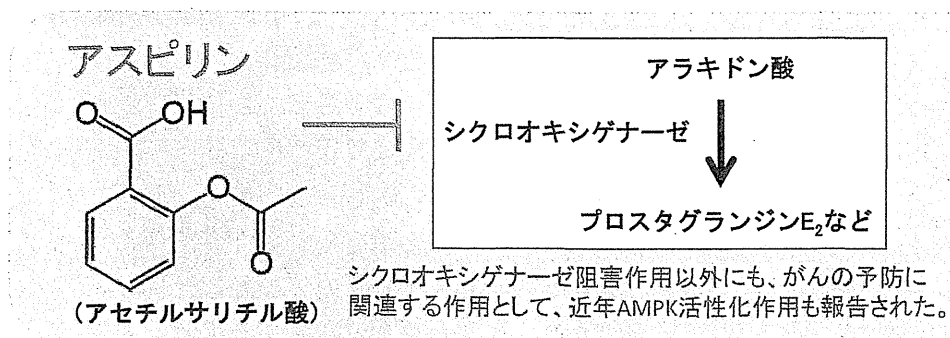 アスピリン
O
OH
O
O
(アセチルサリチル酸)
アラキドン酸
シクロオキシゲナーゼ
プロスタグランジンE₂など
シクロオキシゲナーゼ阻害作用以外にも、がんの予防に
関連する作用として、近年AMPK活性化作用も報告された。